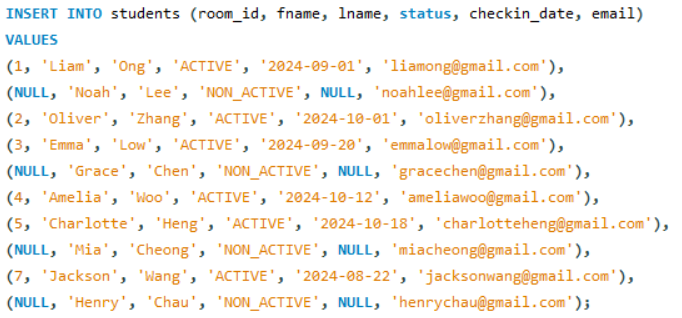 INSERT INTO students (room_id, fname, lname, status, checkin_date, email)
VALUES
(1, 'Liam', 'Ong', 'ACTIVE', '2024-09-01', 'liamong@gmail.com'),
(NULL, 'Noah', 'Lee', 'NON_ACTIVE', NULL, 'noahlee@gmail.com'),
(2, 'Oliver', 'Zhang', 'ACTIVE', '2024-10-01', 'oliverzhang@gmail.com'),
(3, 'Emma', 'Low', 'ACTIVE', '2024-09-20', 'emmalow@gmail.com'),
(NULL, 'Grace', 'Chen', 'NON_ACTIVE', NULL, 'gracechen@gmail.com'),
(4, 'Amelia', 'Woo', 'ACTIVE', '2024-10-12', 'ameliawoo@gmail.com'),
(5, 'Charlotte', 'Heng', 'ACTIVE', '2024-10-18', 'charlotteheng@gmail.com'),
(NULL, 'Mia', 'Cheong', 'NON_ACTIVE', NULL, 'miacheong@gmail.com'),
(7, 'Jackson', 'Wang', 'ACTIVE', '2024-08-22', 'jacksonwang@gmail.com'),
(NULL, 'Henry', 'Chau', 'NON_ACTIVE', NULL, 'henrychau@gmail.com');